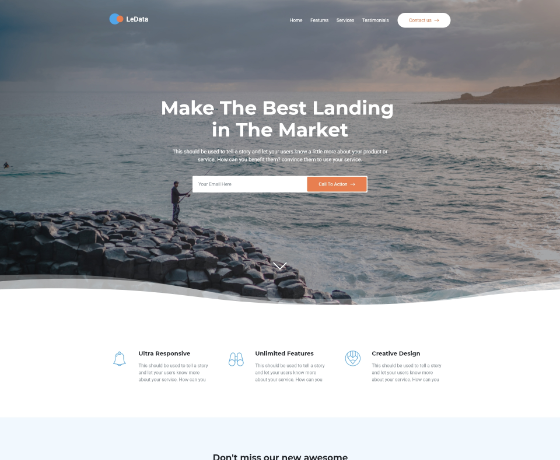 LeData
Home Features Services Testimonials Contact us
Make The Best Landing
in The Market
This should be used to tell a story and let your users know a little more about your product or
service. How can you benefit them? convince them to use your service.
Your Email Here
Call To Action
Ultra Responsive
This should be used to tell a story
and let your users know more
about your service. How can you
Unlimited Features
This should be used to tell a story
and let your users know more
about your service. How can you
Creative Design
This should be used to tell a story
and let your users know more
about your service. How can you
Don't miss our new awesome